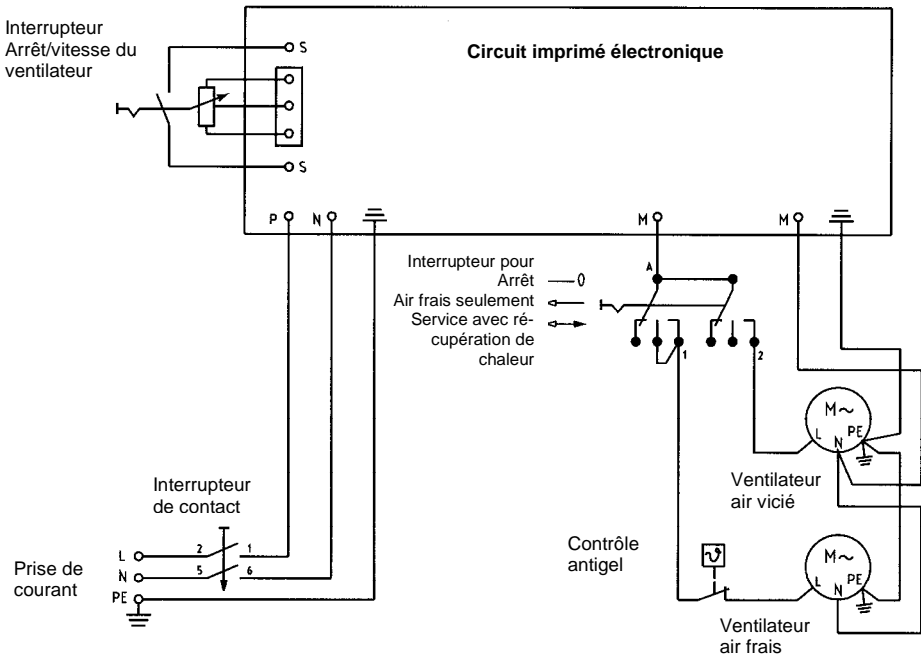 Interrupteur
Arrêt/vitesse du
ventilateur
S
S
Circuit imprimé électronique
P
N
M
M
Interrupteur pour
Arrêt
0
Air frais seulement
Service avec ré-
cupération de
chaleur
A
1
2
M~
L
N
PE
Ventilateur
air vicié
Interrupteur
de contact
Prise de
courant
L
2
1
N
5
6
PE
Contrôle
antigel
ϑ
M~
L
N
PE
Ventilateur
air frais